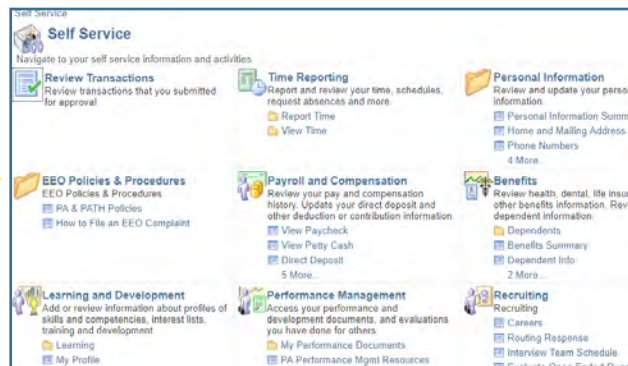 Self Service
Self Service
Navigate to your self service information and activities.
Review Transactions
Review transactions that you submitted
for approval
Time Reporting
Report and review your time, schedules,
request absences and more.
Report Time
View Time
Personal Information
Review and update your
information.
Personal Information
Home and Mailing Address
Phone Numbers
4 More...
EEO Policies & Procedures
EEO Policies & Procedures
PA & PATH Policies
How to File an EEO Complaint
Payroll and Compensation
Review your pay and compensation
history. Update your direct deposit and
other deduction or contribution information.
View Paycheck
View Petty Cash
Direct Deposit
5 More...
Benefits
Review health, dental, life
other benefits information.
dependent information.
Dependents
Benefits Summary
Dependent Info
2 More...
Learning and Development
Add or review information about profiles of
skills and competencies, interest lists,
training and development
Learning
My Profile
Performance Management
Access your performance and
development documents, and evaluations
you have done for others.
My Performance Documents
PA Performance Mgmt Resources
Recruiting
Recruiting
Careers
Routing Response
Interview Team Schedule